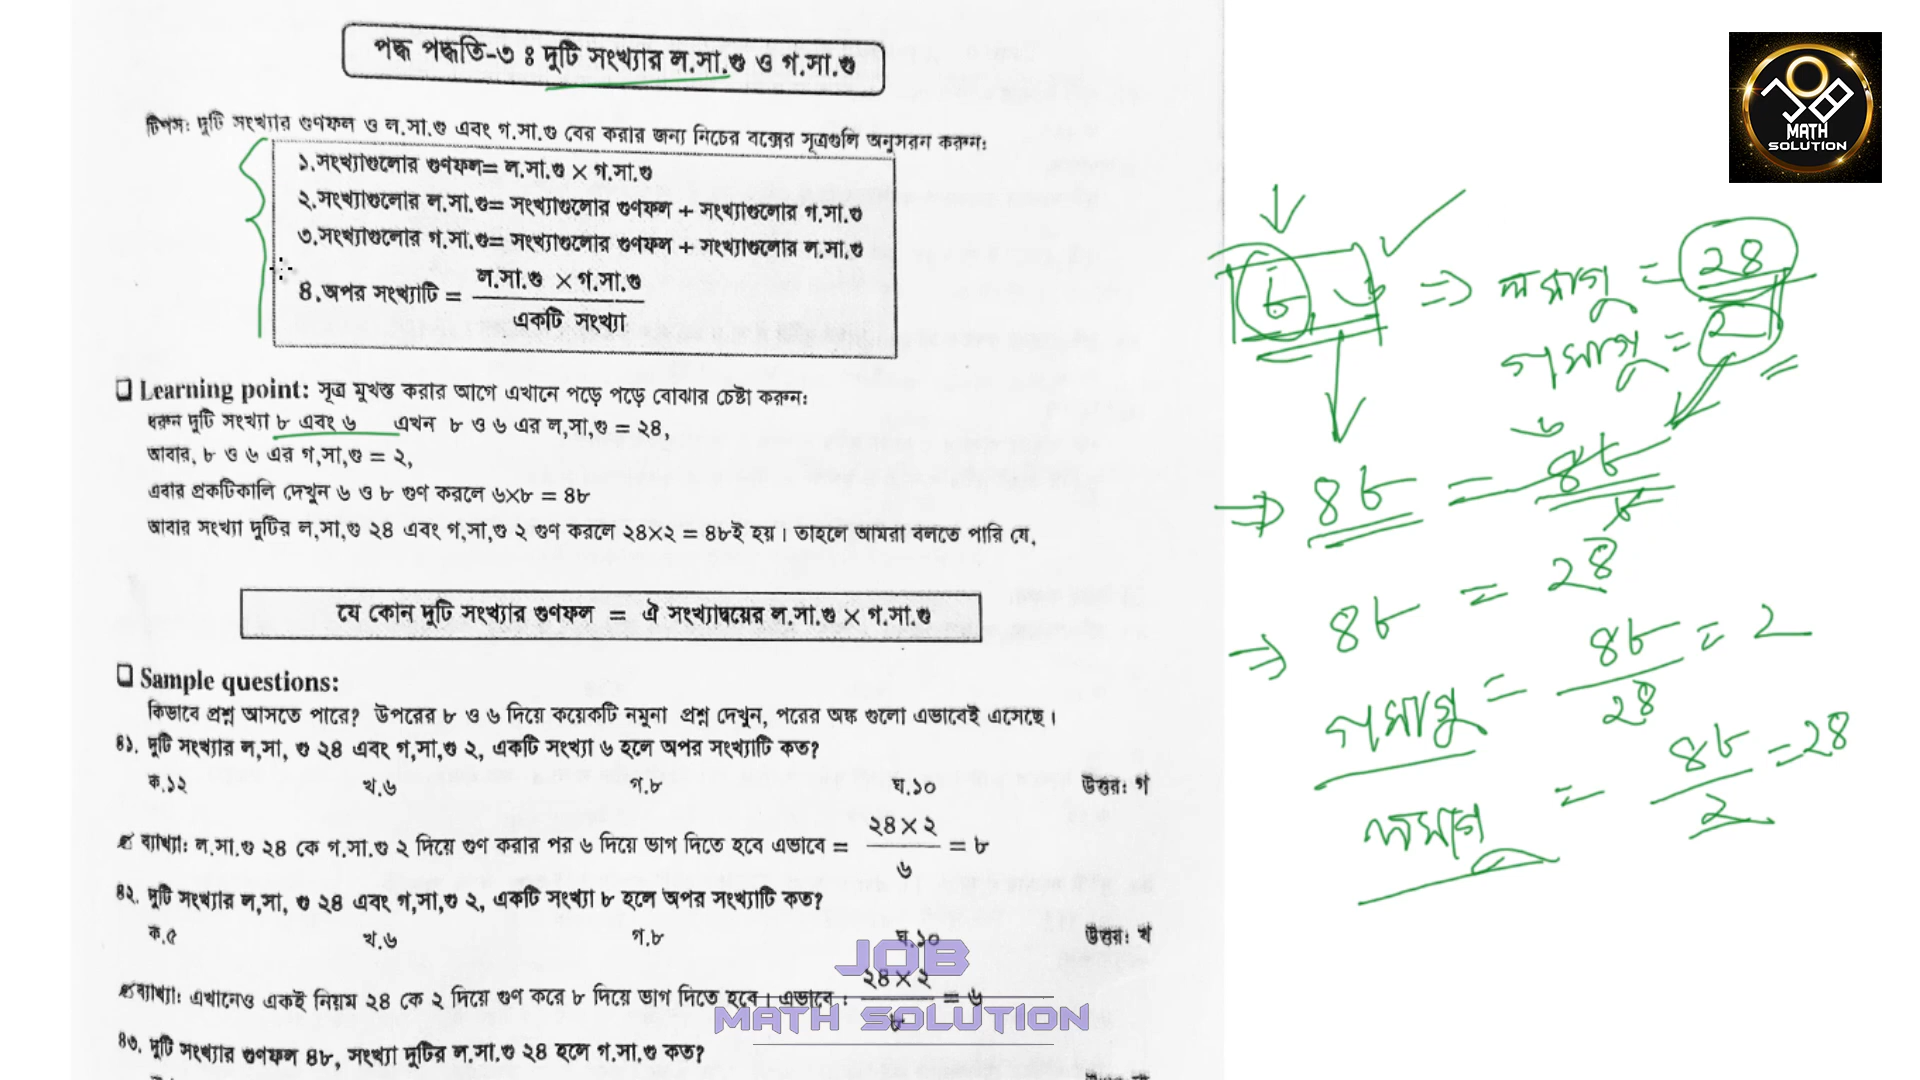 পদ্ধ পদ্ধতি-৩ ঃ দুটি সংখ্যার ল.সা.গু ও গ.সা.গু
টিপস: দুটি সংখ্যার গুণফল ও ল.সা.গু এবং গ.সা.গু বের করার জন্য নিচের বক্সের সূত্রগুলি অনুসরন করুন:
১.সংখ্যাগুলোর গুণফল= ল.সা.গু × গ.সা.গু
২.সংখ্যাগুলোর ল.সা.গু= সংখ্যাগুলোর গুণফল + সংখ্যাগুলোর গ.সা.গু
৩.সংখ্যাগুলোর গ.সা.গু= সংখ্যাগুলোর গুণফল + সংখ্যাগুলোর ল.সা.গু
৪.অপর সংখ্যাটি = ল.সা.গু × গ.সা.গু
একটি সংখ্যা
❑ Learning point: সূত্র মুখস্ত করার আগে এখানে পড়ে পড়ে বোঝার চেষ্টা করুন:
ধরুন দুটি সংখ্যা ৮ এবং ৬ এখন ৮ ও ৬ এর ল,সা,গু = ২৪,
আবার, ৮ ও ৬ এর গ,সা,গু = ২,
এবার প্রকটিকালি দেখুন ৬ ও ৮ গুণ করলে ৬×৮ = ৪৮
আবার সংখ্যা দুটির ল,সা,গু ২৪ এবং গ,সা,গু ২ গুণ করলে ২৪×২ = ৪৮ই হয়। তাহলে আমরা বলতে পারি যে,
যে কোন দুটি সংখ্যার গুণফল = ঐ সংখ্যাদ্বয়ের ল.সা.গু × গ.সা.গু
❑ Sample questions:
কিভাবে প্রশ্ন আসতে পারে? উপরের ৮ ও ৬ দিয়ে কয়েকটি নমুনা প্রশ্ন দেখুন, পরের অঙ্ক গুলো এভাবেই এসেছে।
৪১. দুটি সংখ্যার ল,সা, গু ২৪ এবং গ,সা,গু ২, একটি সংখ্যা ৬ হলে অপর সংখ্যাটি কত?
ক.১২ খ.৬ গ.৮ ঘ.১০ উত্তর: গ
ব্যাখ্যা: ল.সা.গু ২৪ কে গ.সা.গু ২ দিয়ে গুণ করার পর ৬ দিয়ে ভাগ দিতে হবে এভাবে = ২৪×২ = ৮
৬
৪২. দুটি সংখ্যার ল,সা, গু ২৪ এবং গ,সা,গু ২, একটি সংখ্যা ৮ হলে অপর সংখ্যাটি কত?
ক.৫ খ.৬ গ.৮ ঘ.১০ উত্তর: খ
ব্যাখ্যা: এখানেও একই নিয়ম ২৪ কে ২ দিয়ে গুণ করে ৮ দিয়ে ভাগ দিতে হবে। এভাবে : ২৪×২ = ৬
৮
৪৩. দুটি সংখ্যার গুণফল ৪৮, সংখ্যা দুটির ল.সা.গু ২৪ হলে গ.সা.গু কত?
MATH
SOLUTION
৮ ৬ ⇒ লসাগু = ২৪
গসাগু = ২
৬
⇒ ৪৮ = ৪৮
৮
⇒ ৪৮ = ২৪
গসাগু = ৪৮ = ২
২৪
লসাগু = ৪৮ = ২৪
২
JOB
MATH SOLUTION